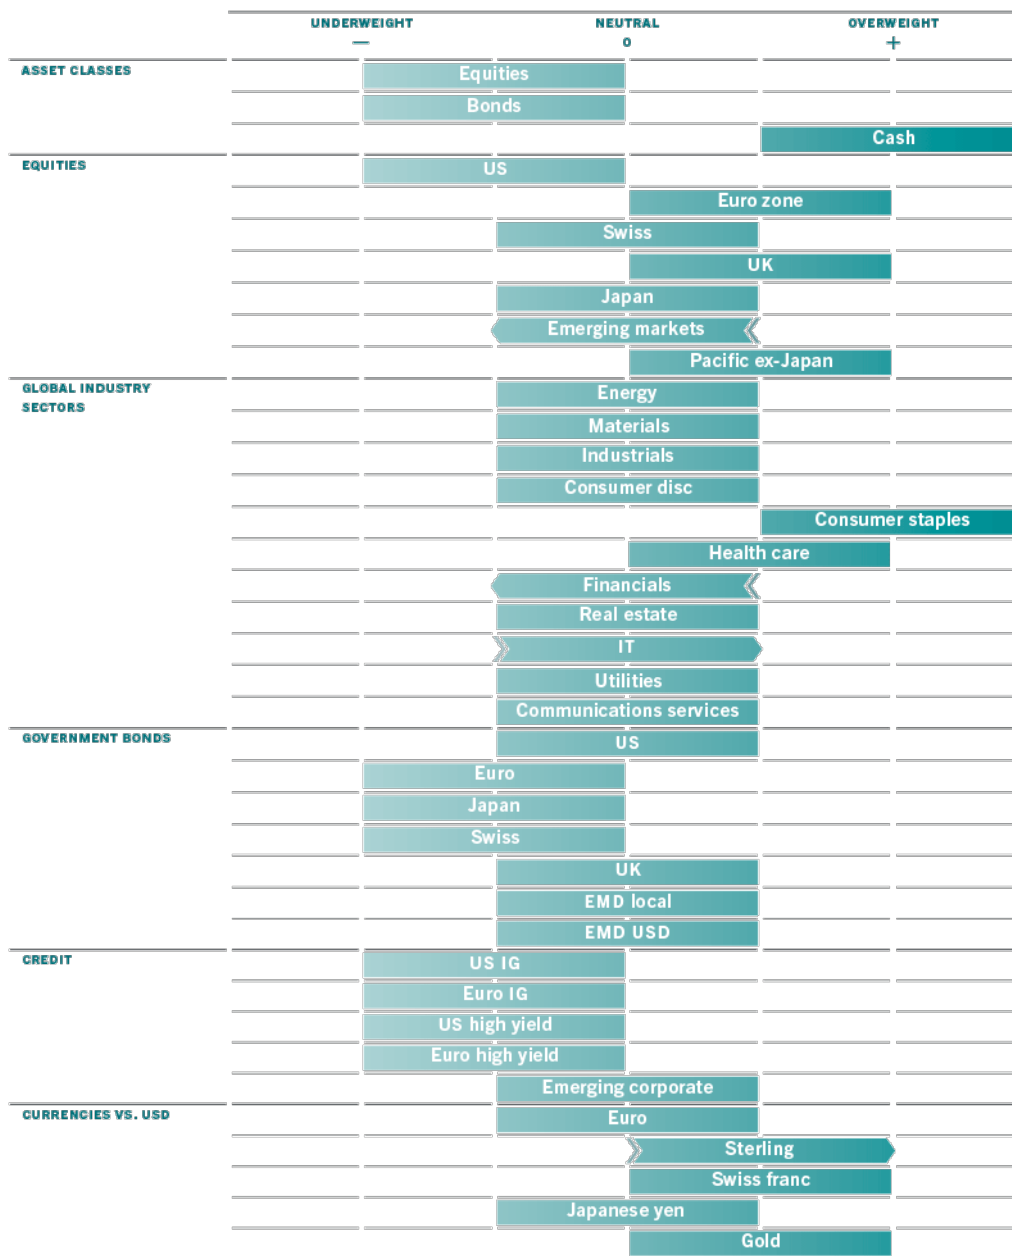 UNDERWEIGHT NEUTRAL OVERWEIGHT
— o +
ASSET CLASSES Equities
Bonds
Cash
EQUITIES US
Euro zone
Swiss
UK
Japan
Emerging markets
Pacific ex-Japan
GLOBAL INDUSTRY SECTORS Energy
Materials
Industrials
Consumer disc
Consumer staples
Health care
Financials
Real estate
IT
Utilities
Communications services
GOVERNMENT BONDS US
Euro
Japan
Swiss
UK
EMD local
EMD USD
CREDIT US IG
Euro IG
US high yield
Euro high yield
Emerging corporate
CURRENCIES VS. USD Euro
Sterling
Swiss franc
Japanese yen
Gold